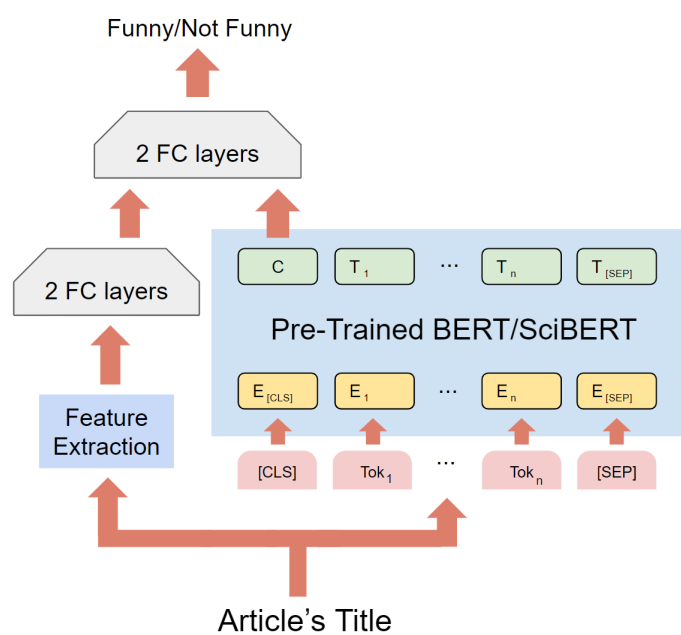 Funny/Not Funny
2 FC layers
2 FC layers
C T1 ... Tn T[SEP]
Pre-Trained BERT/SciBERT
E[CLS] E1 ... En E[SEP]
Feature
Extraction
[CLS] Tok1 ... Tokn [SEP]
Article's Title